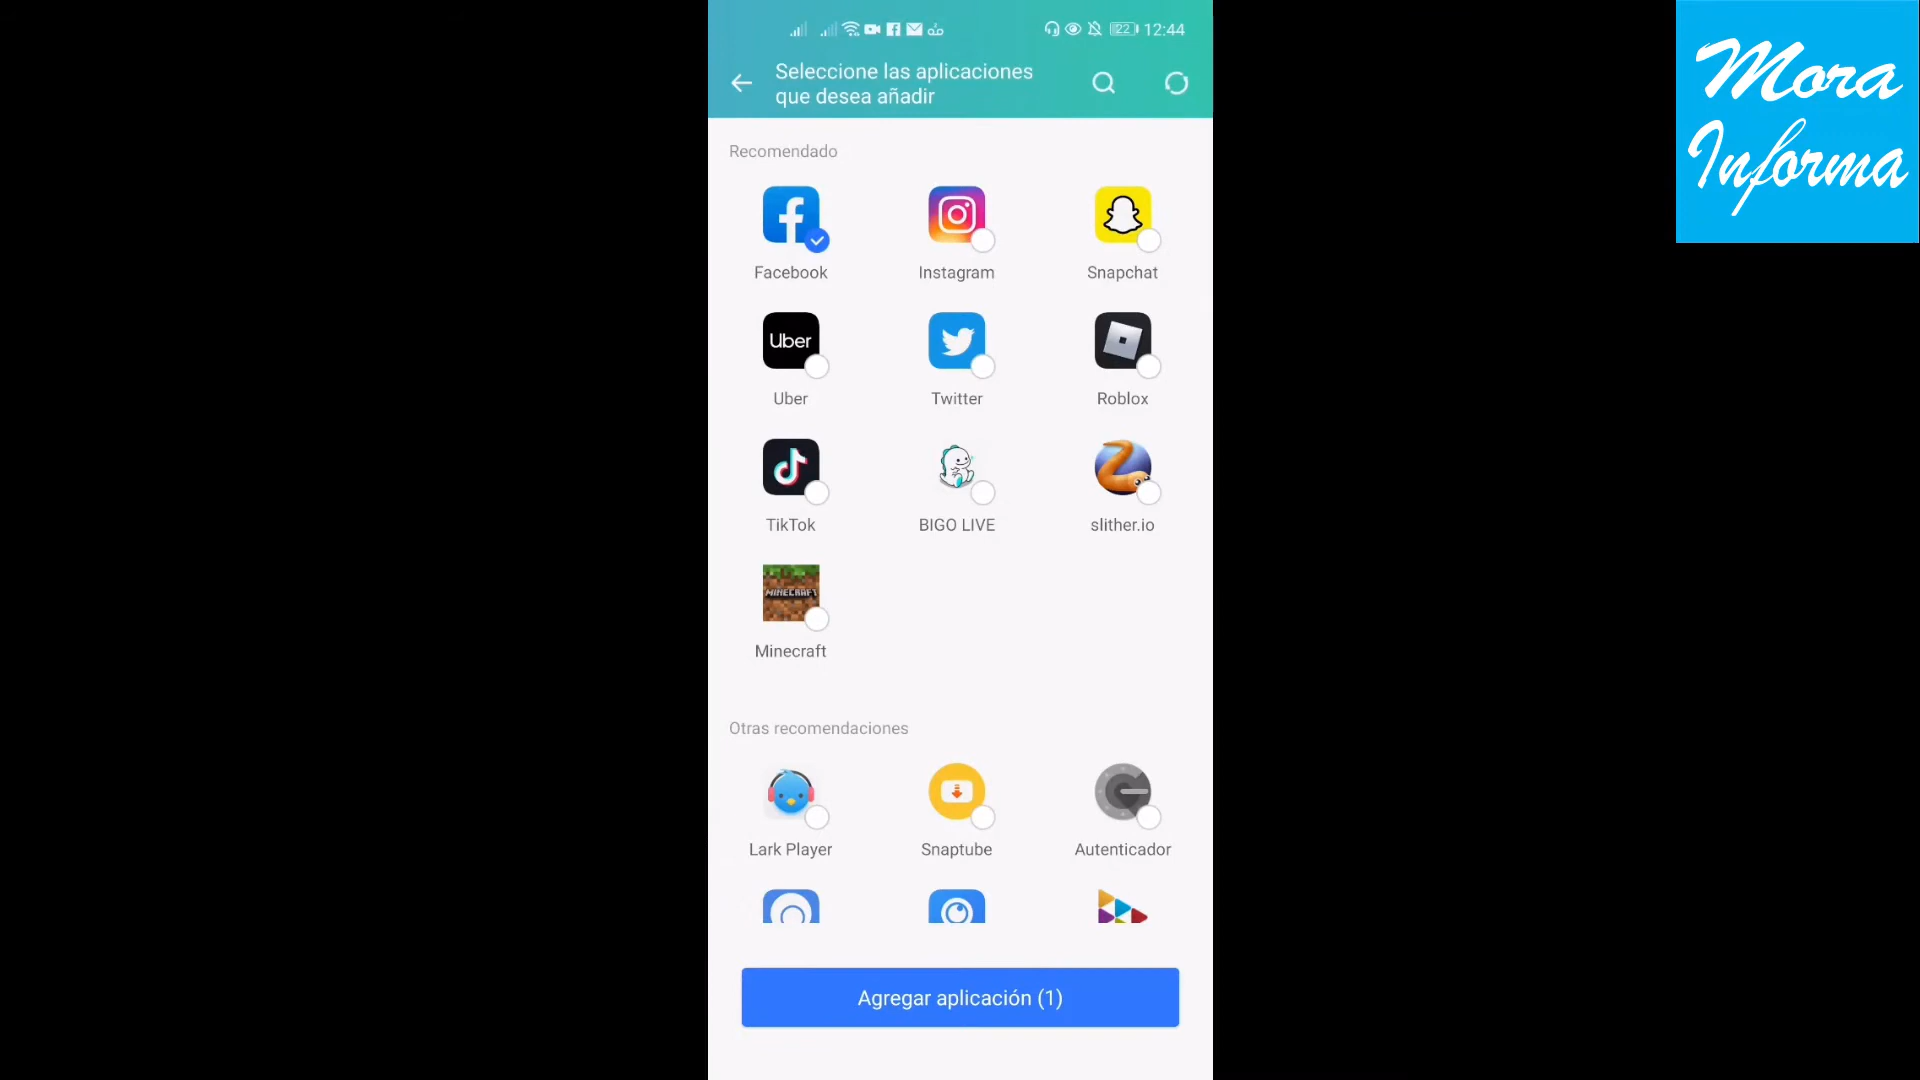 22 12:44
Seleccione las aplicaciones
que desea añadir
Mora
Informa
Recomendado
Facebook Instagram Snapchat
Uber
Uber Twitter Roblox
TikTok BIGO LIVE slither.io
MINECRAFT
Minecraft
Otras recomendaciones
Lark Player Snaptube Autenticador
Agregar aplicación (1)